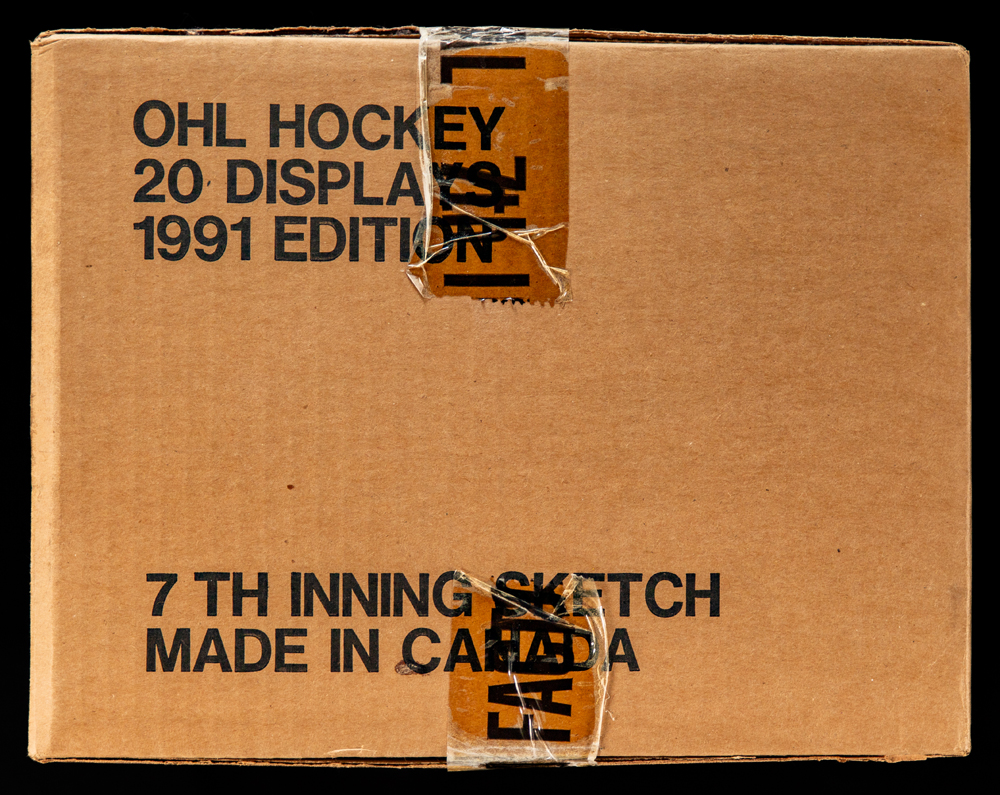 OHL HOCKEY
20 DISPLAYS
1991 EDITION
7 TH INNING SKETCH
MADE IN CANADA